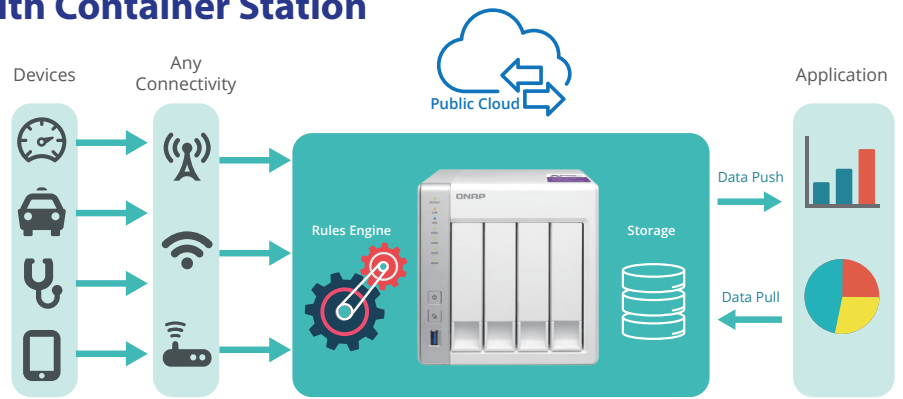 ith Container Station
Devices
Any
Connectivity
Public Cloud
Application
QNAP
Rules Engine
Storage
Data Push
Data Pull